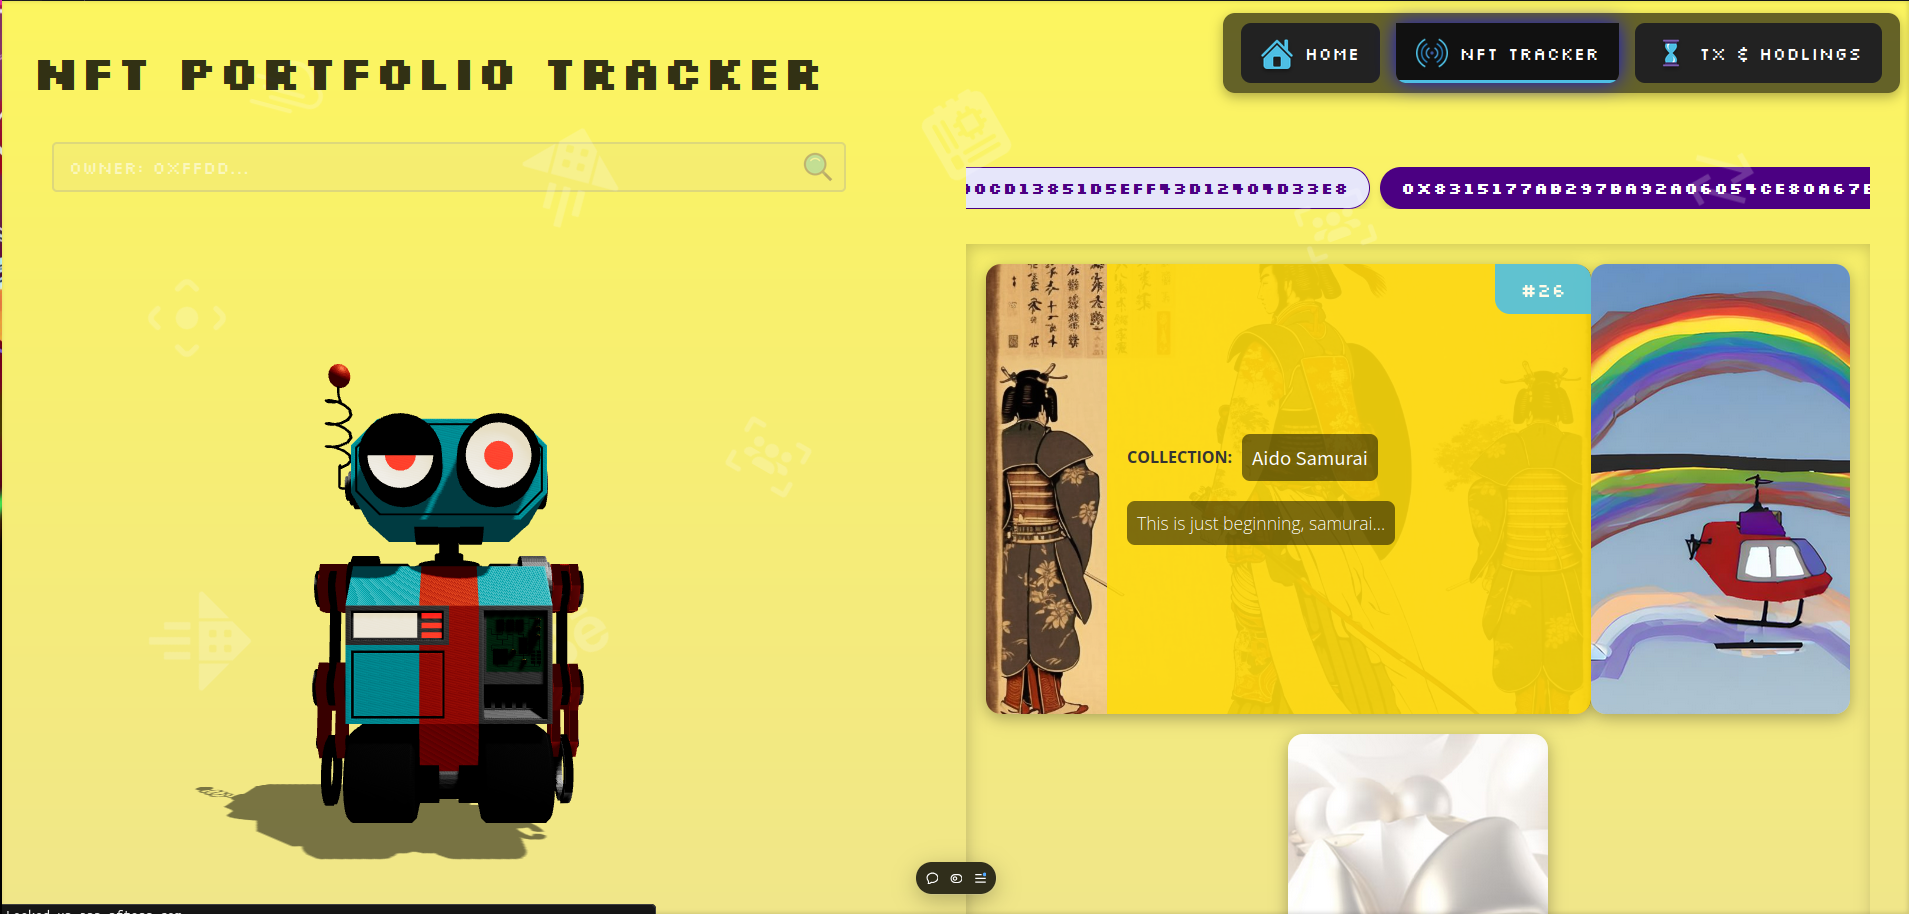 NFT PORTFOLIO TRACKER
HOME
NFT TRACKER
TX & HODLINGS
OWNER: 0XFFDD...
0CD13851D5EFF43D12404D33E8
0X8315177AB297BA92A06054CE80A67E
#26
COLLECTION: Aido Samurai
This is just beginning, samurai...